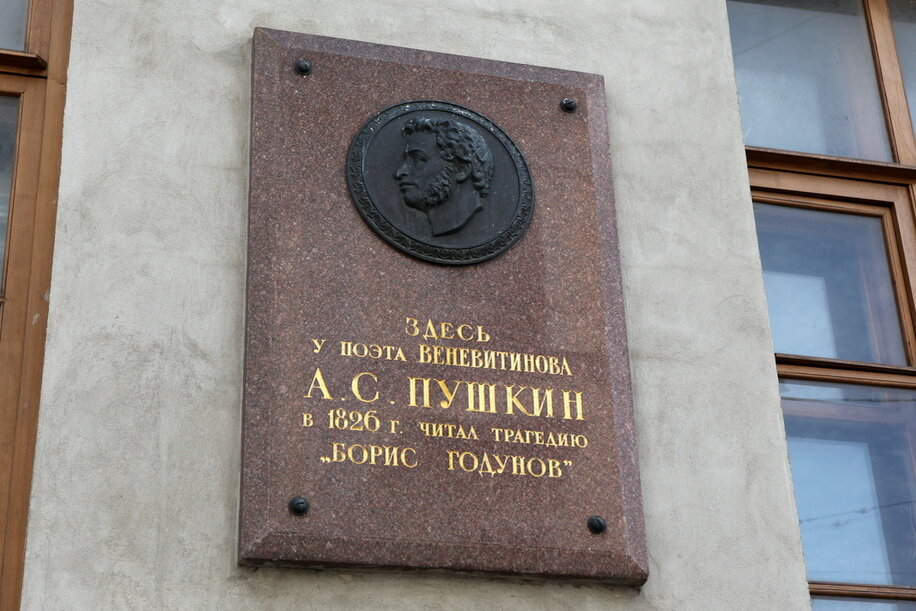 ЗДЕСЬ
У ПОЭТА ВЕНЕВИТИНОВА
А. С. ПУШКИН
В 1826 Г. ЧИТАЛ ТРАГЕДИЮ
„БОРИС ГОДУНОВ”